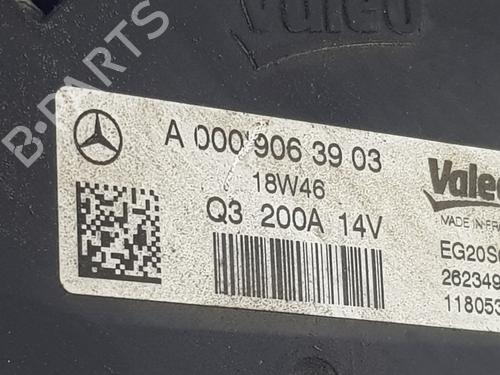 Valeo
B-PARTS
A 000 906 39 03
18W46
Q3 200A 14V
Valeo
MADE IN FR
EG20S
262349
118053